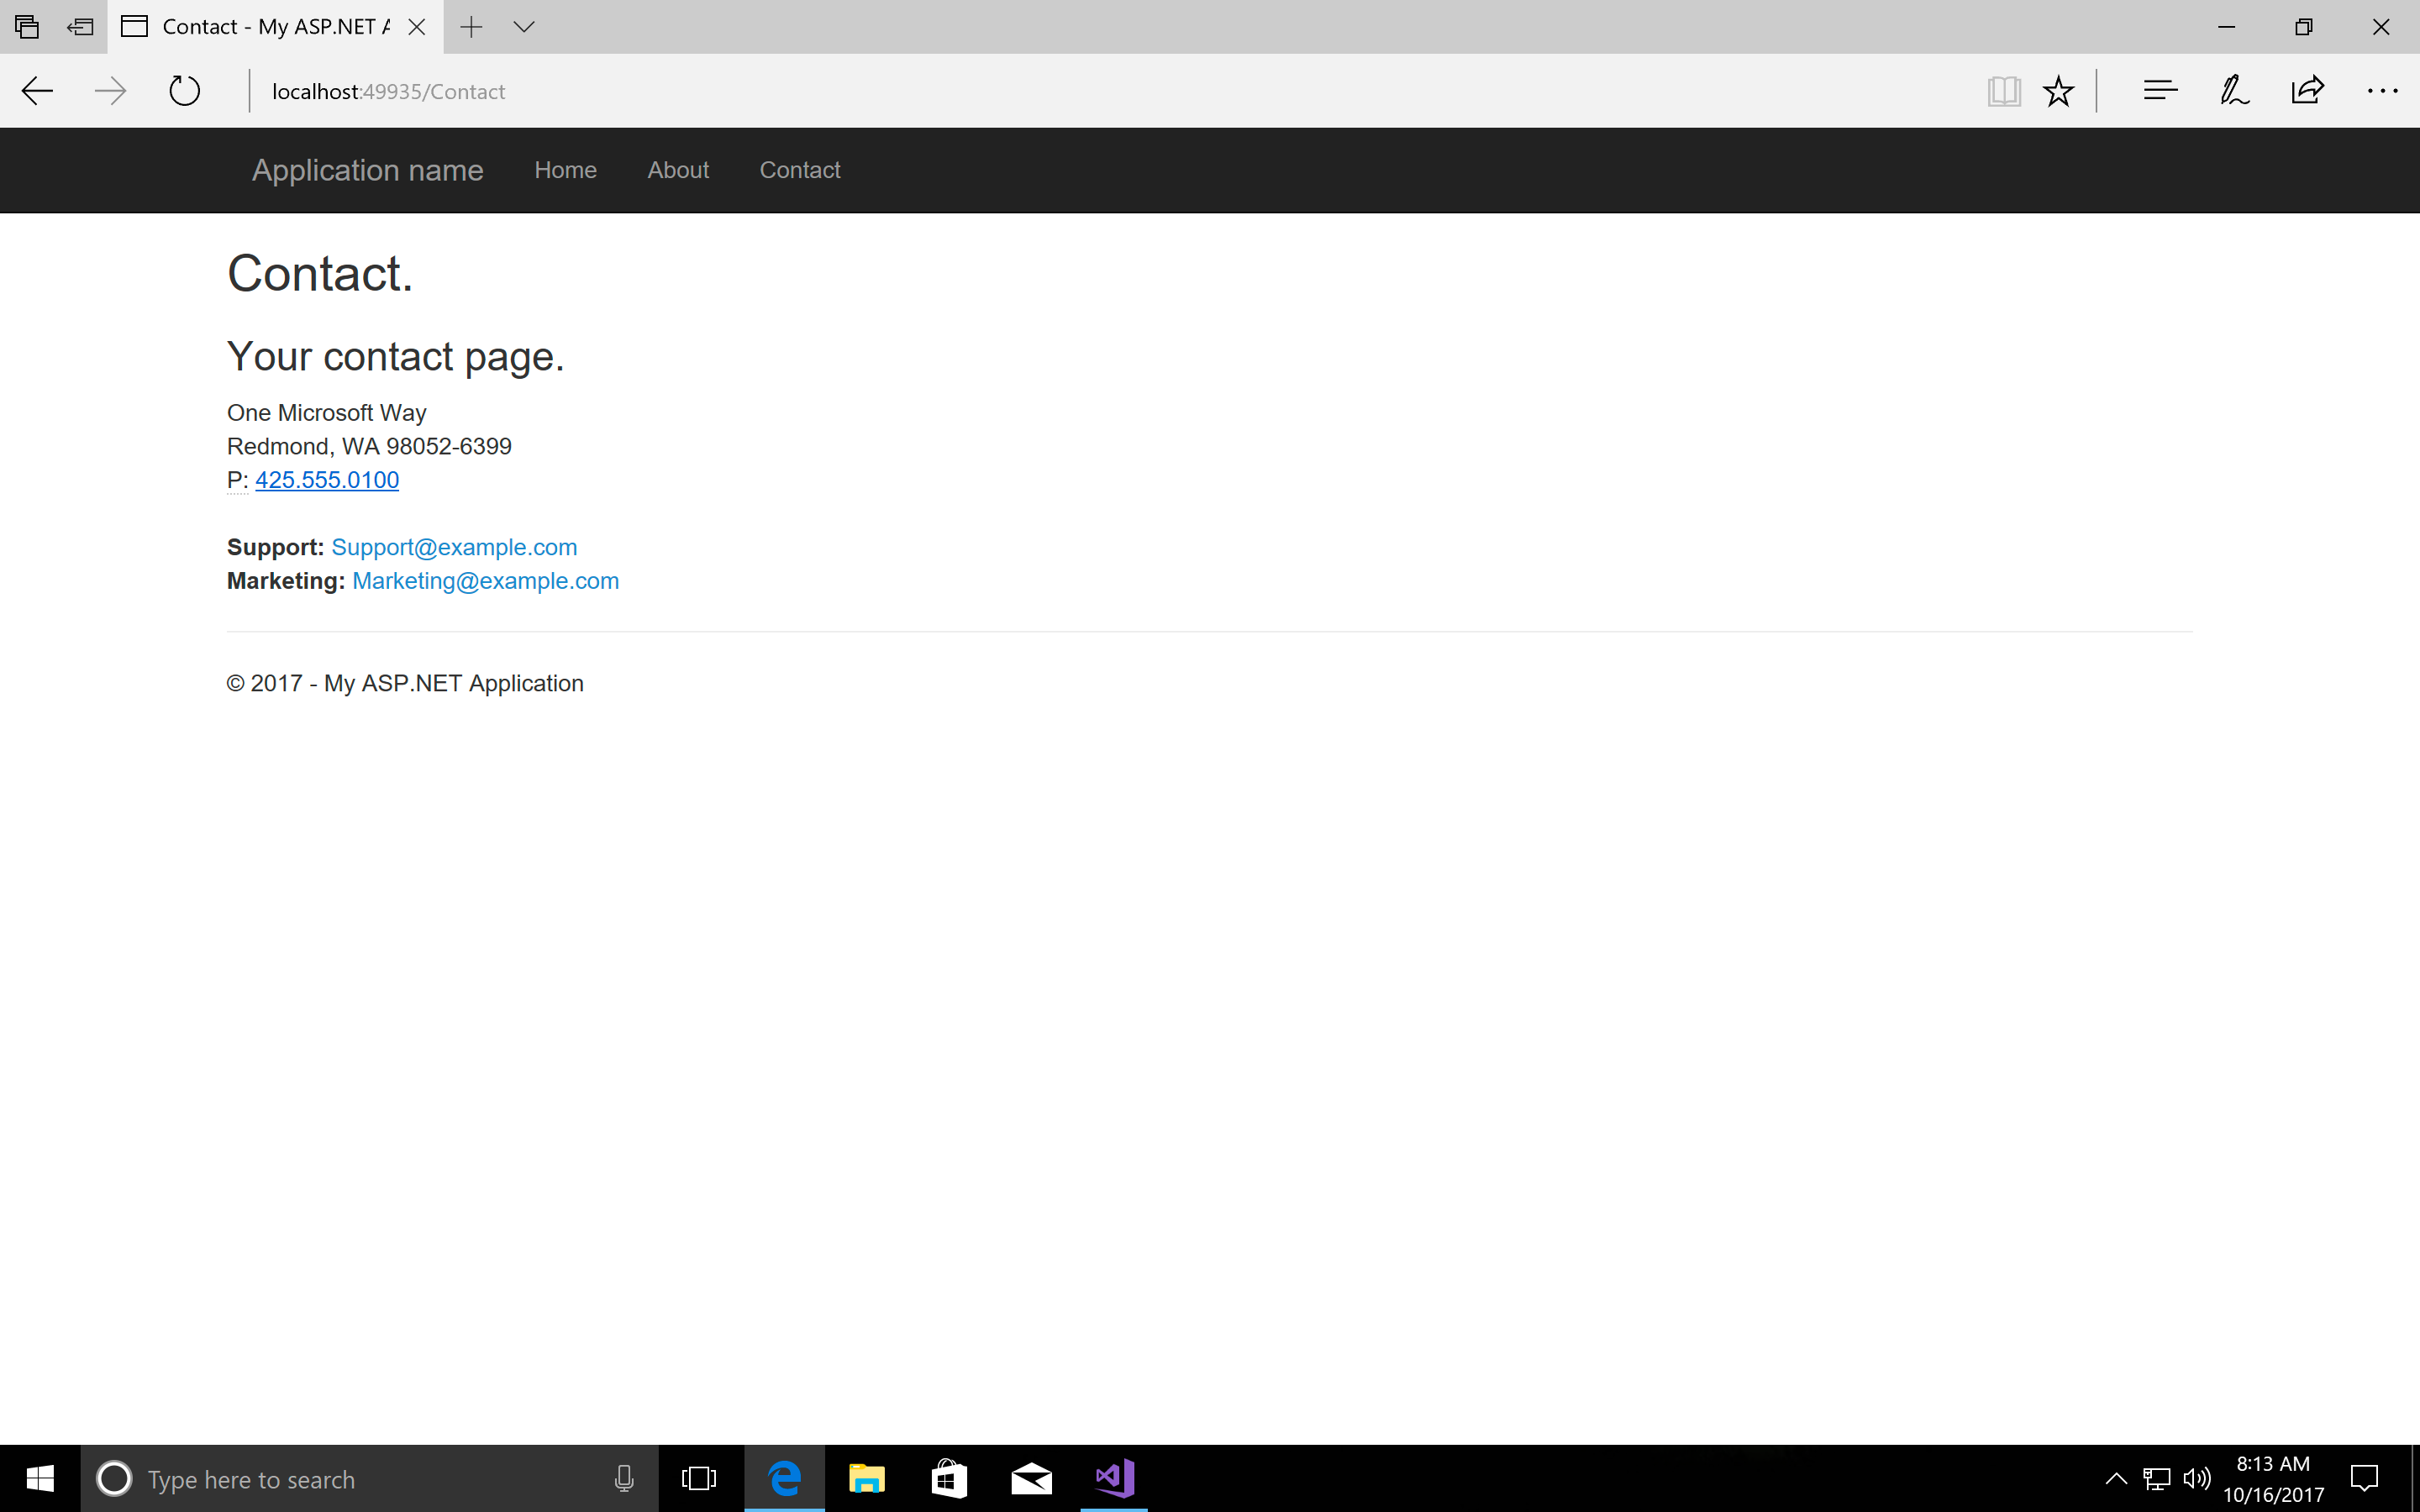 Contact - My ASP.NET A
localhost:49935/Contact
Application name Home About Contact
Contact.
Your contact page.
One Microsoft Way
Redmond, WA 98052-6399
P: 425.555.0100
Support: Support@example.com
Marketing: Marketing@example.com
© 2017 - My ASP.NET Application
Type here to search
8:13 AM
10/16/2017